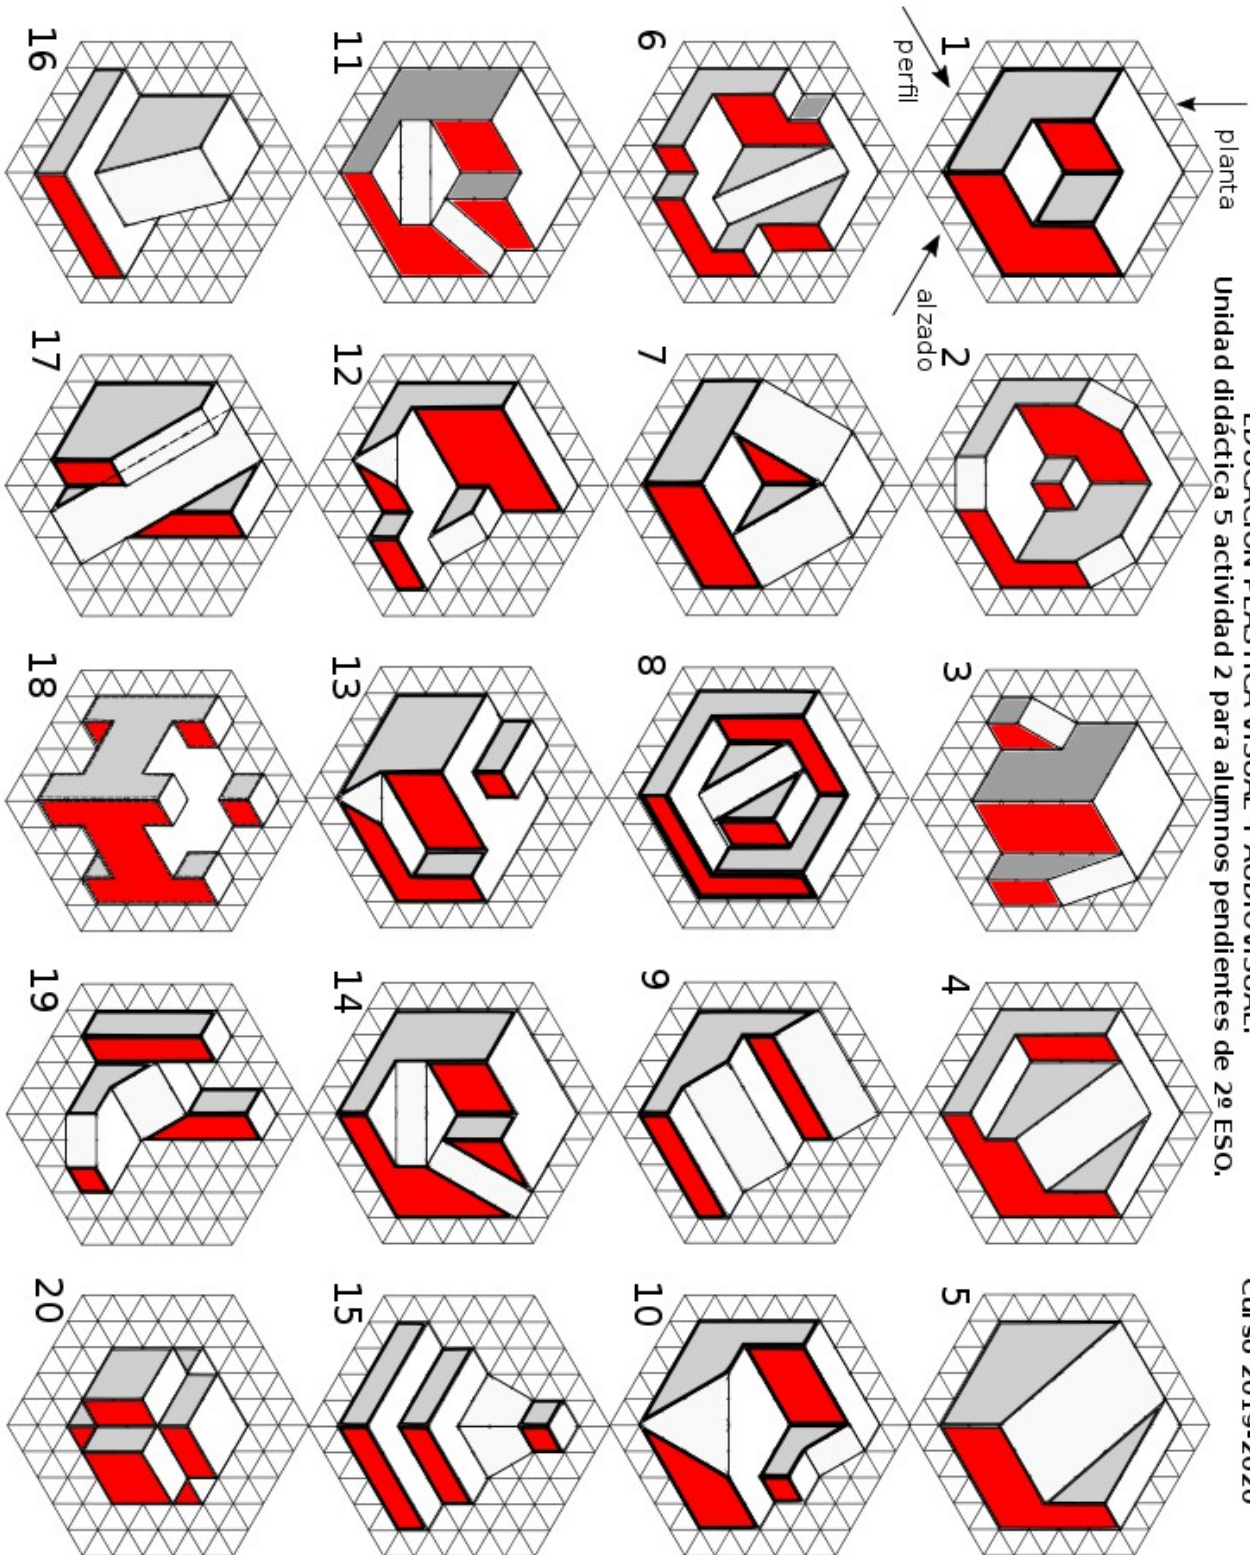 EDUCACIÓN PLÁSTICA VISUAL Y AUDIOVISUAL.
Unidad didáctica 5 actividad 2 para alumnos pendientes de 2º ESO.
Curso 2019-2020
planta
1 2 3 4 5
perfil alzado
6 7 8 9 10
11 12 13 14 15
16 17 18 19 20